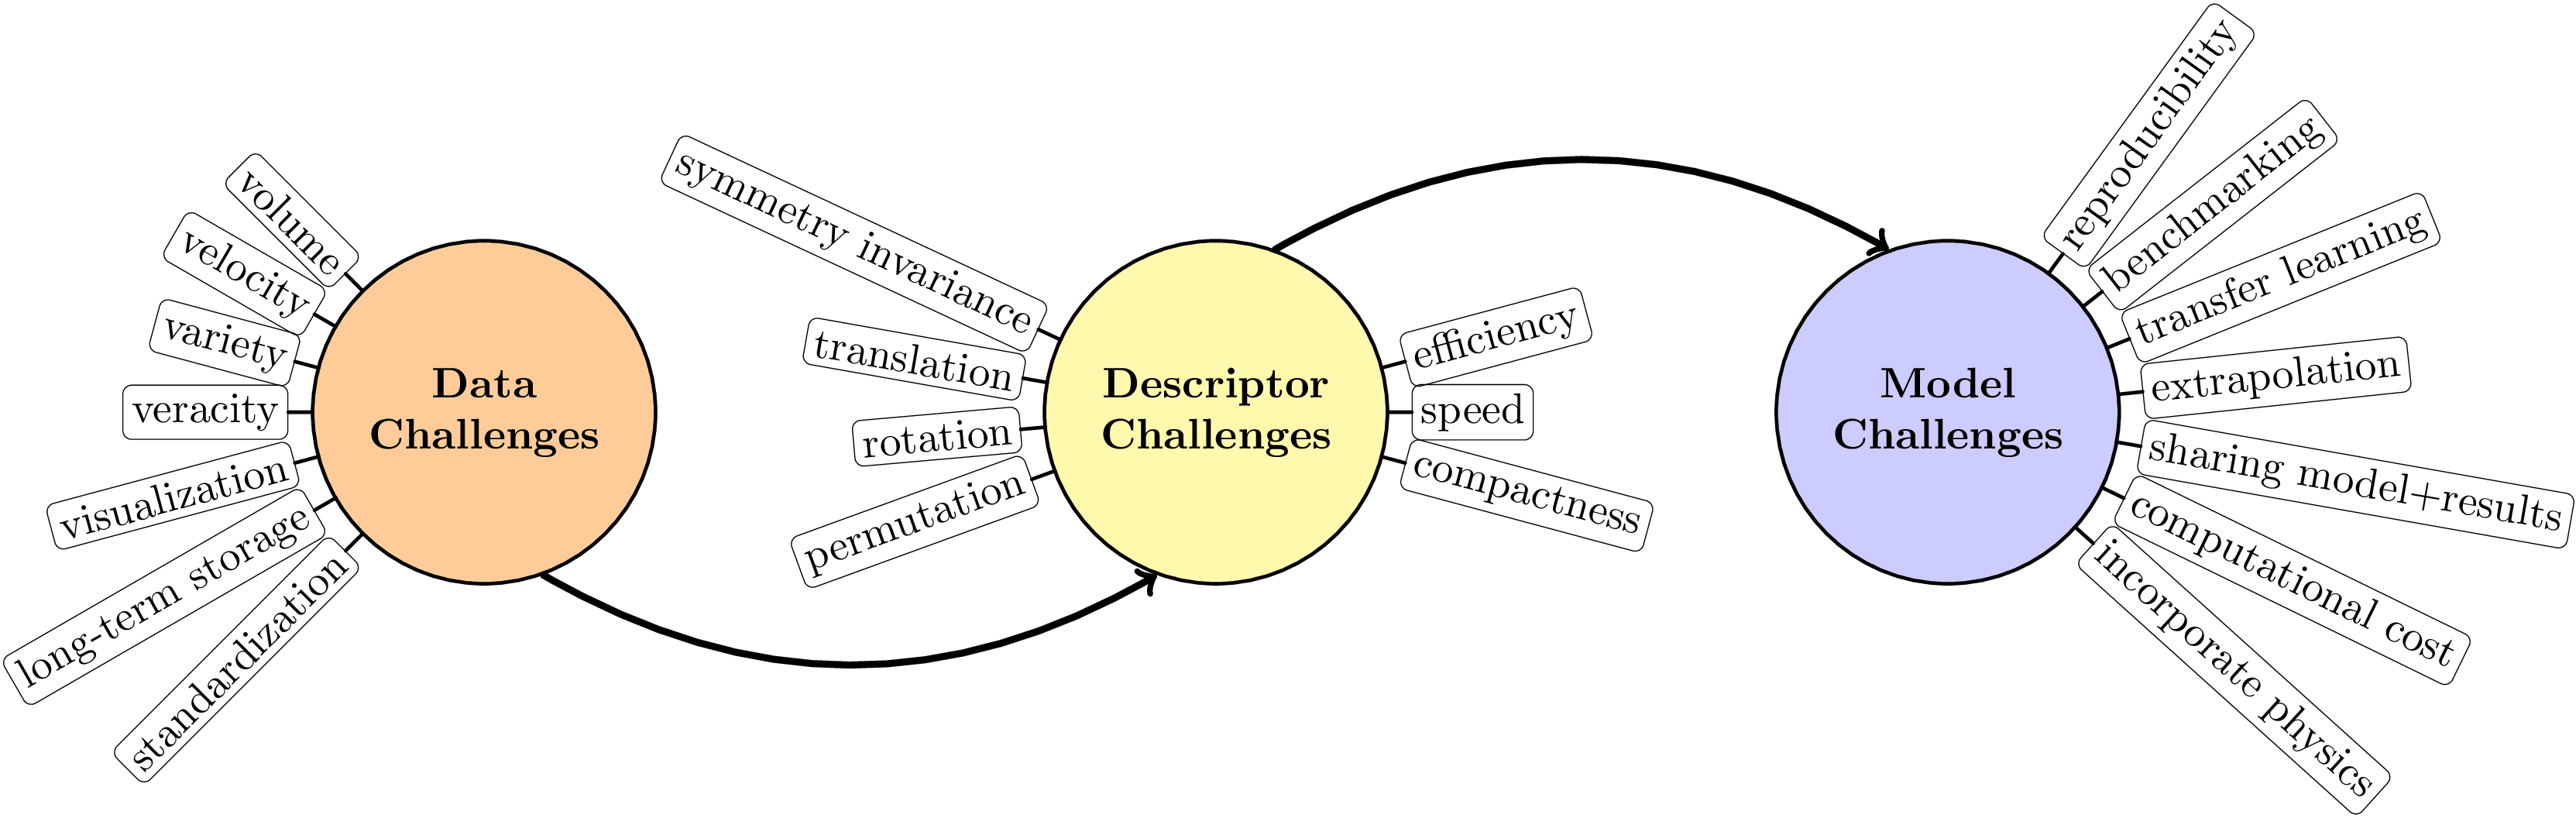 volume
velocity
variety
veracity
visualization
long-term storage
standardization
Data
Challenges
symmetry invariance
translation
rotation
permutation
Descriptor
Challenges
efficiency
speed
compactness
Model
Challenges
reproducibility
benchmarking
transfer learning
extrapolation
sharing model+results
computational cost
incorporate physics